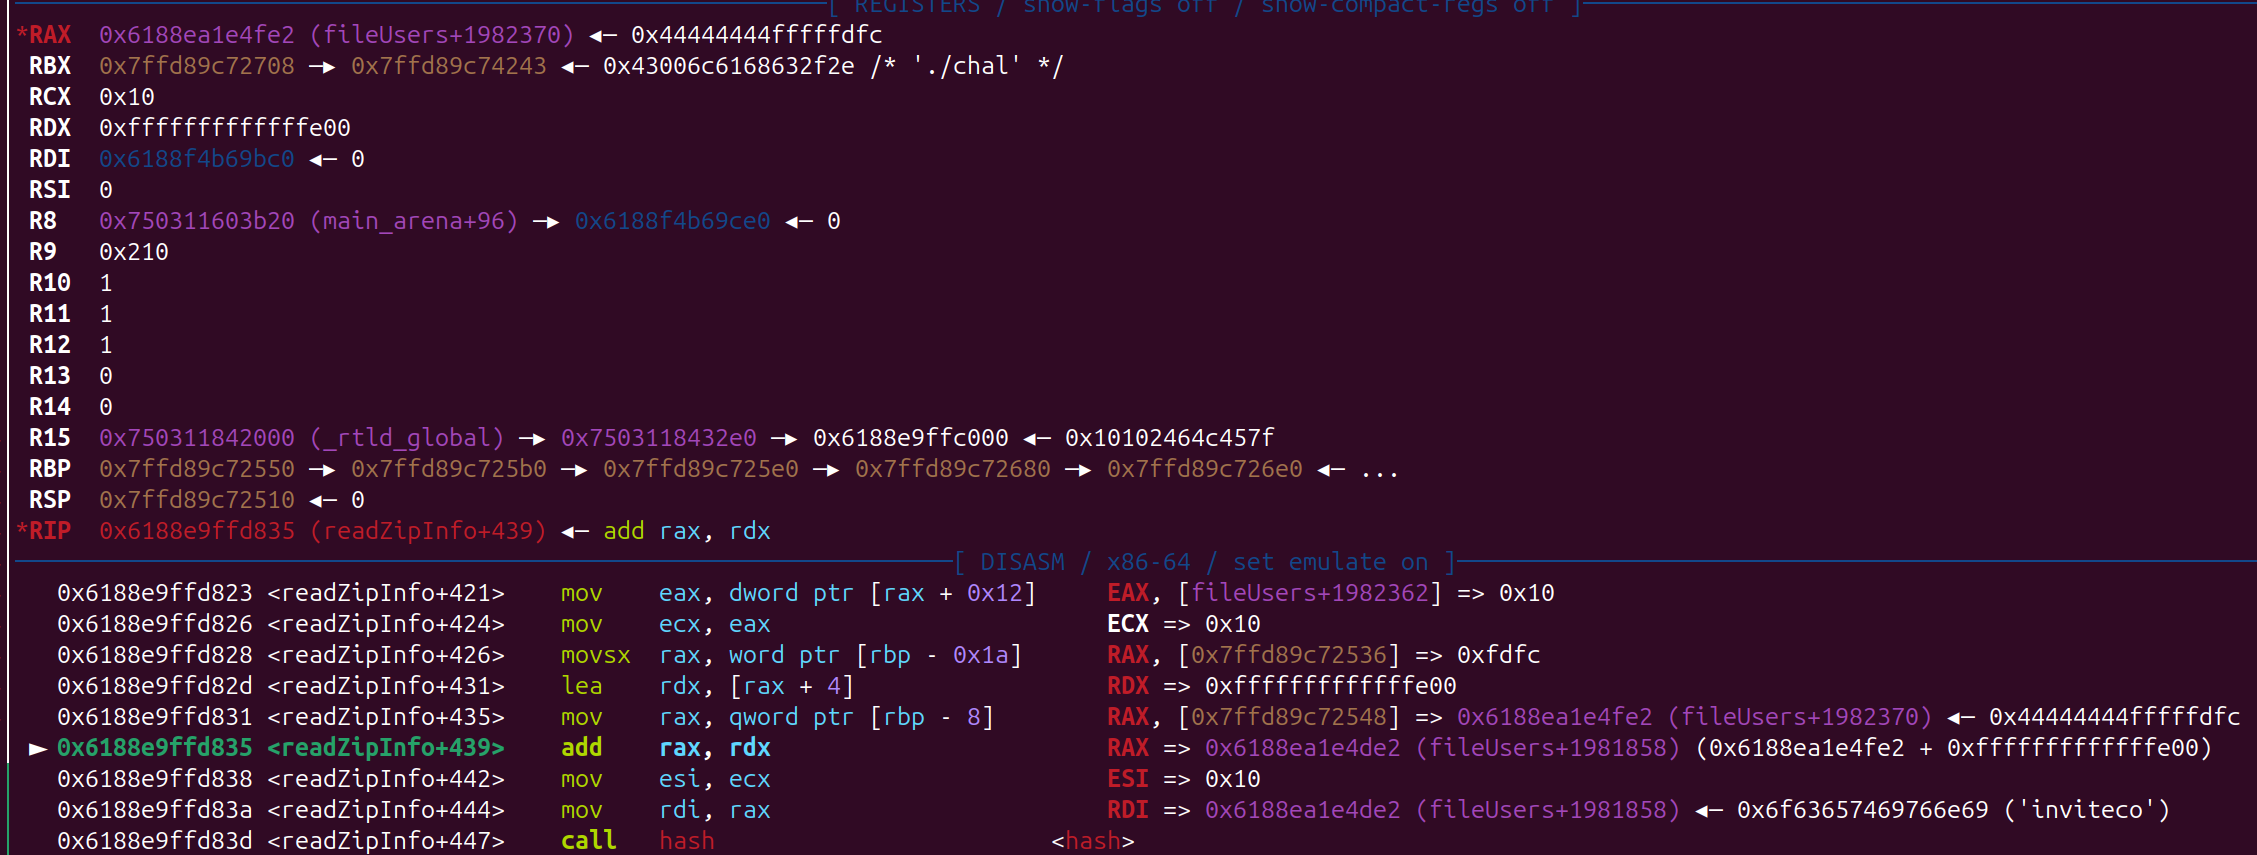 [ REGISTERS / show-flags off / show-compact-regs off ]
*RAX  0x6188ea1e4fe2 (fileUsers+1982370) ◂— 0x44444444fffffdfc
RBX  0x7ffd89c72708 —▸ 0x7ffd89c74243 ◂— 0x43006c6168632f2e /* './chal' */
RCX  0x10
RDX  0xfffffffffffffe00
RDI  0x6188f4b69bc0 ◂— 0
RSI  0
R8   0x750311603b20 (main_arena+96) —▸ 0x6188f4b69ce0 ◂— 0
R9   0x210
R10  1
R11  1
R12  1
R13  0
R14  0
R15  0x750311842000 (_rtld_global) —▸ 0x7503118432e0 —▸ 0x6188e9ffc000 ◂— 0x10102464c457f
RBP  0x7ffd89c72550 —▸ 0x7ffd89c725b0 —▸ 0x7ffd89c725e0 —▸ 0x7ffd89c72680 —▸ 0x7ffd89c726e0 ◂— ...
RSP  0x7ffd89c72510 ◂— 0
*RIP  0x6188e9ffd835 (readZipInfo+439) ◂— add rax, rdx
[ DISASM / x86-64 / set emulate on ]
0x6188e9ffd823 <readZipInfo+421>    mov    eax, dword ptr [rax + 0x12]     EAX, [fileUsers+1982362] => 0x10
0x6188e9ffd826 <readZipInfo+424>    mov    ecx, eax                        ECX => 0x10
0x6188e9ffd828 <readZipInfo+426>    movsx  rax, word ptr [rbp - 0x1a]      RAX, [0x7ffd89c72536] => 0xfdfc
0x6188e9ffd82d <readZipInfo+431>    lea    rdx, [rax + 4]                  RDX => 0xfffffffffffffe00
0x6188e9ffd831 <readZipInfo+435>    mov    rax, qword ptr [rbp - 8]        RAX, [0x7ffd89c72548] => 0x6188ea1e4fe2 (fileUsers+1982370) ◂— 0x44444444fffffdfc
► 0x6188e9ffd835 <readZipInfo+439>    add    rax, rdx                        RAX => 0x6188ea1e4de2 (fileUsers+1981858) (0x6188ea1e4fe2 + 0xfffffffffffffe00)
0x6188e9ffd838 <readZipInfo+442>    mov    esi, ecx                        ESI => 0x10
0x6188e9ffd83a <readZipInfo+444>    mov    rdi, rax                        RDI => 0x6188ea1e4de2 (fileUsers+1981858) ◂— 0x6f63657469766e69 ('inviteco')
0x6188e9ffd83d <readZipInfo+447>    call   hash                        <hash>